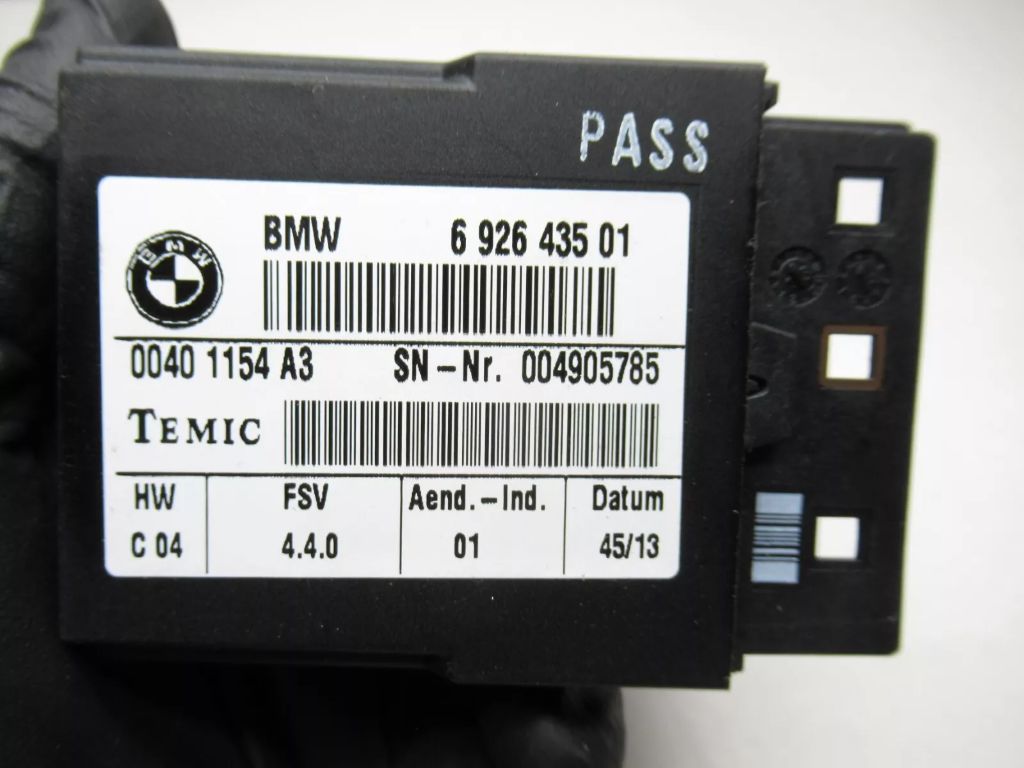 PASS
BMW 6 926 435 01
BMW
0040 1154 A3 SN-Nr. 004905785
TEMIC
HW FSV Aend.-Ind. Datum
C 04 4.4.0 01 45/13